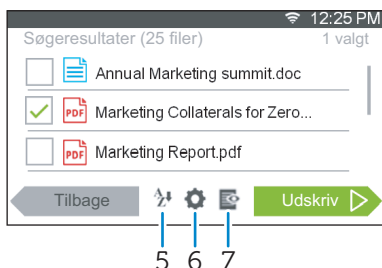 12:25 PM
Søgeresultater (25 filer) 1 valgt
Annual Marketing summit.doc
PDF Marketing Collaterals for Zero...
PDF Marketing Report.pdf
Tilbage Udskriv
5 6 7